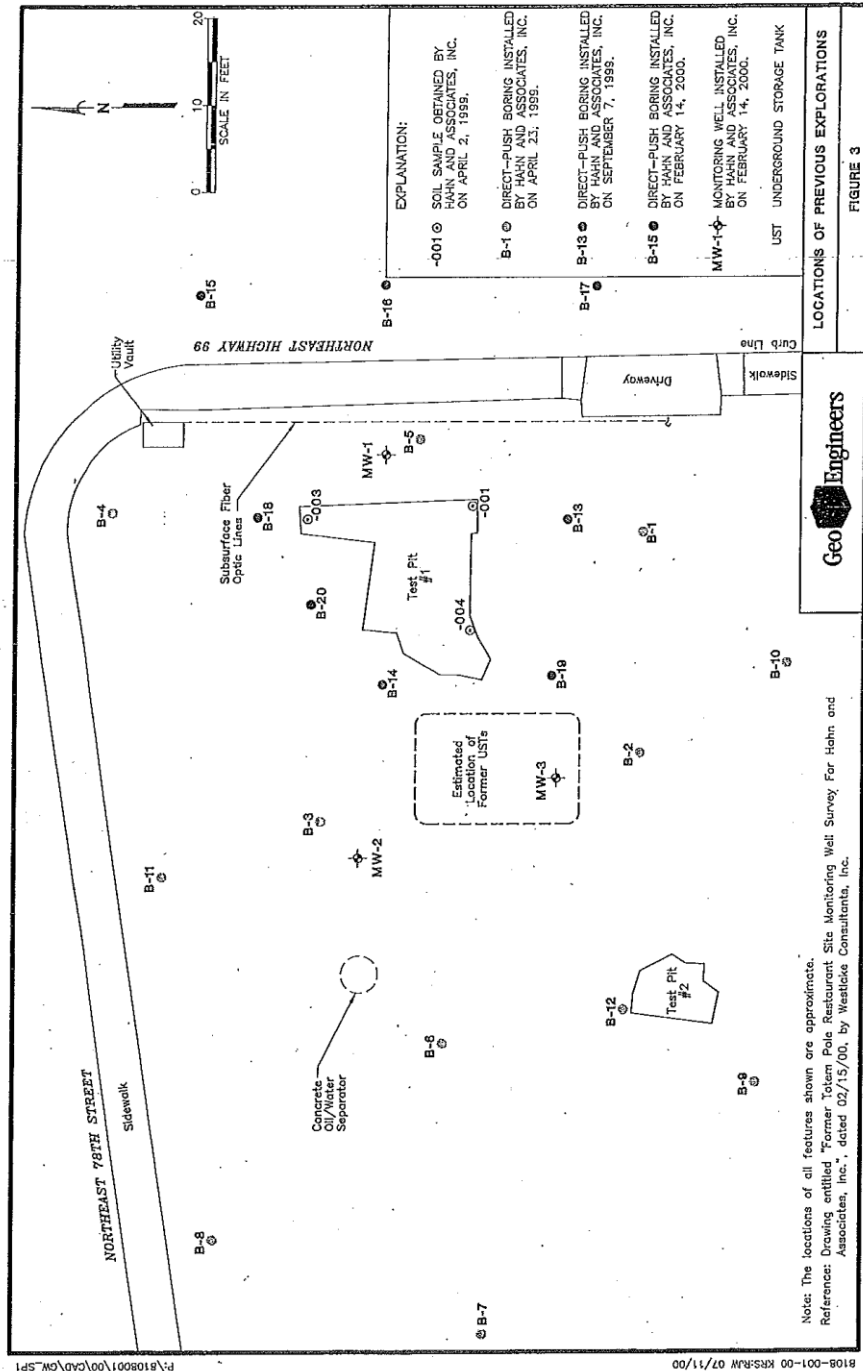 P:\8108001\00\CAD\GW_SP1
NORTHEAST 78TH STREET
Sidewalk
Utility
Vault
NORTHEAST HIGHWAY 99
Subsurface Fiber
Optic Lines
N
0
10
20
SCALE IN FEET
B-15
B-4
B-18
-003
MW-1
B-5
B-16
B-20
Test Pit
#1
-001
-004
B-14
B-13
B-17
Driveway
?
Sidewalk
Curb Line
B-11
B-3
MW-2
Estimated
Location of
Former USTs
MW-3
B-19
B-1
B-2
B-10
B-8
Concrete
Oil/Water
Separator
B-6
B-7
B-12
Test Pit
#2
B-9
EXPLANATION:
-001 SOIL SAMPLE OBTAINED BY
HAHN AND ASSOCIATES, INC.
ON APRIL 2, 1999.
B-1 DIRECT-PUSH BORING INSTALLED
BY HAHN AND ASSOCIATES, INC.
ON APRIL 23, 1999.
B-13 DIRECT-PUSH BORING INSTALLED
BY HAHN AND ASSOCIATES, INC.
ON SEPTEMBER 7, 1999.
B-15 DIRECT-PUSH BORING INSTALLED
BY HAHN AND ASSOCIATES, INC.
ON FEBRUARY 14, 2000.
MW-1 MONITORING WELL INSTALLED
BY HAHN AND ASSOCIATES, INC.
ON FEBRUARY 14, 2000.
UST UNDERGROUND STORAGE TANK
Note: The locations of all features shown are approximate.
Reference: Drawing entitled "Former Totem Pole Restaurant Site Monitoring Well Survey For Hahn and
Associates, Inc.", dated 02/15/00, by Westlake Consultants, Inc.
Geo Engineers
LOCATIONS OF PREVIOUS EXPLORATIONS
FIGURE 3
8108-001-00 KRS:RJW 07/11/00